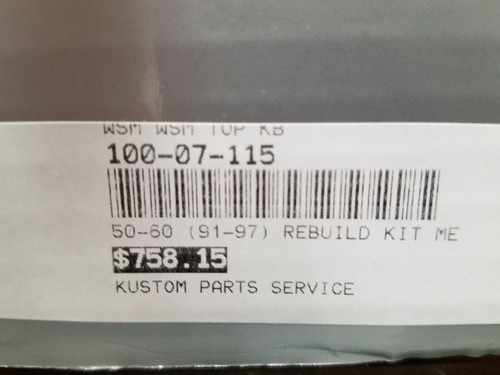 WSM WSM TOP KB
100-07-115
50-60 (91-97) REBUILD KIT ME
$758.15
KUSTOM PARTS SERVICE